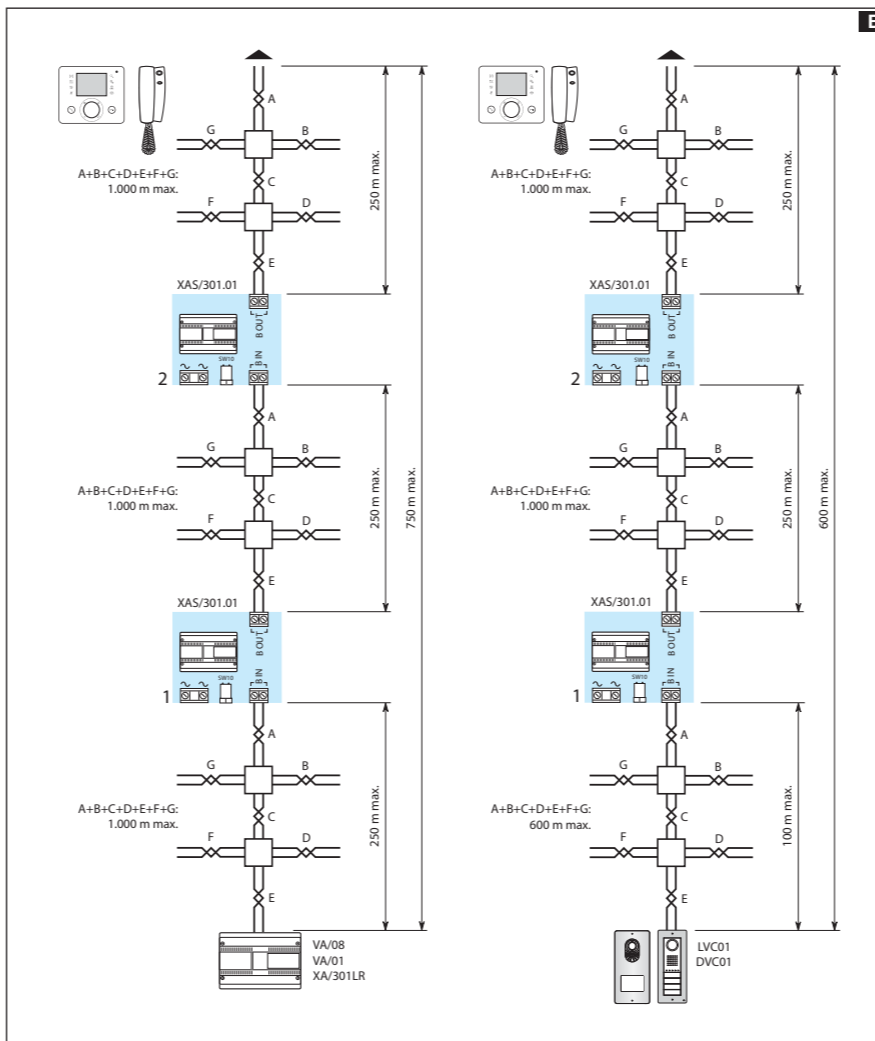 E
A
G
B
A+B+C+D+E+F+G:
1.000 m max.
C
F
D
E
250 m max.
XAS/301.01
B OUT
SW10
B IN
2
A
G
B
A+B+C+D+E+F+G:
1.000 m max.
C
F
D
E
250 m max.
750 m max.
XAS/301.01
B OUT
SW10
B IN
1
A
G
B
A+B+C+D+E+F+G:
1.000 m max.
C
F
D
E
250 m max.
VA/08
VA/01
XA/301LR
A
G
B
A+B+C+D+E+F+G:
1.000 m max.
C
F
D
E
250 m max.
XAS/301.01
B OUT
SW10
B IN
2
A
G
B
A+B+C+D+E+F+G:
1.000 m max.
C
F
D
E
250 m max.
600 m max.
XAS/301.01
B OUT
SW10
B IN
1
A
G
B
A+B+C+D+E+F+G:
600 m max.
C
F
D
E
100 m max.
LVC01
DVC01